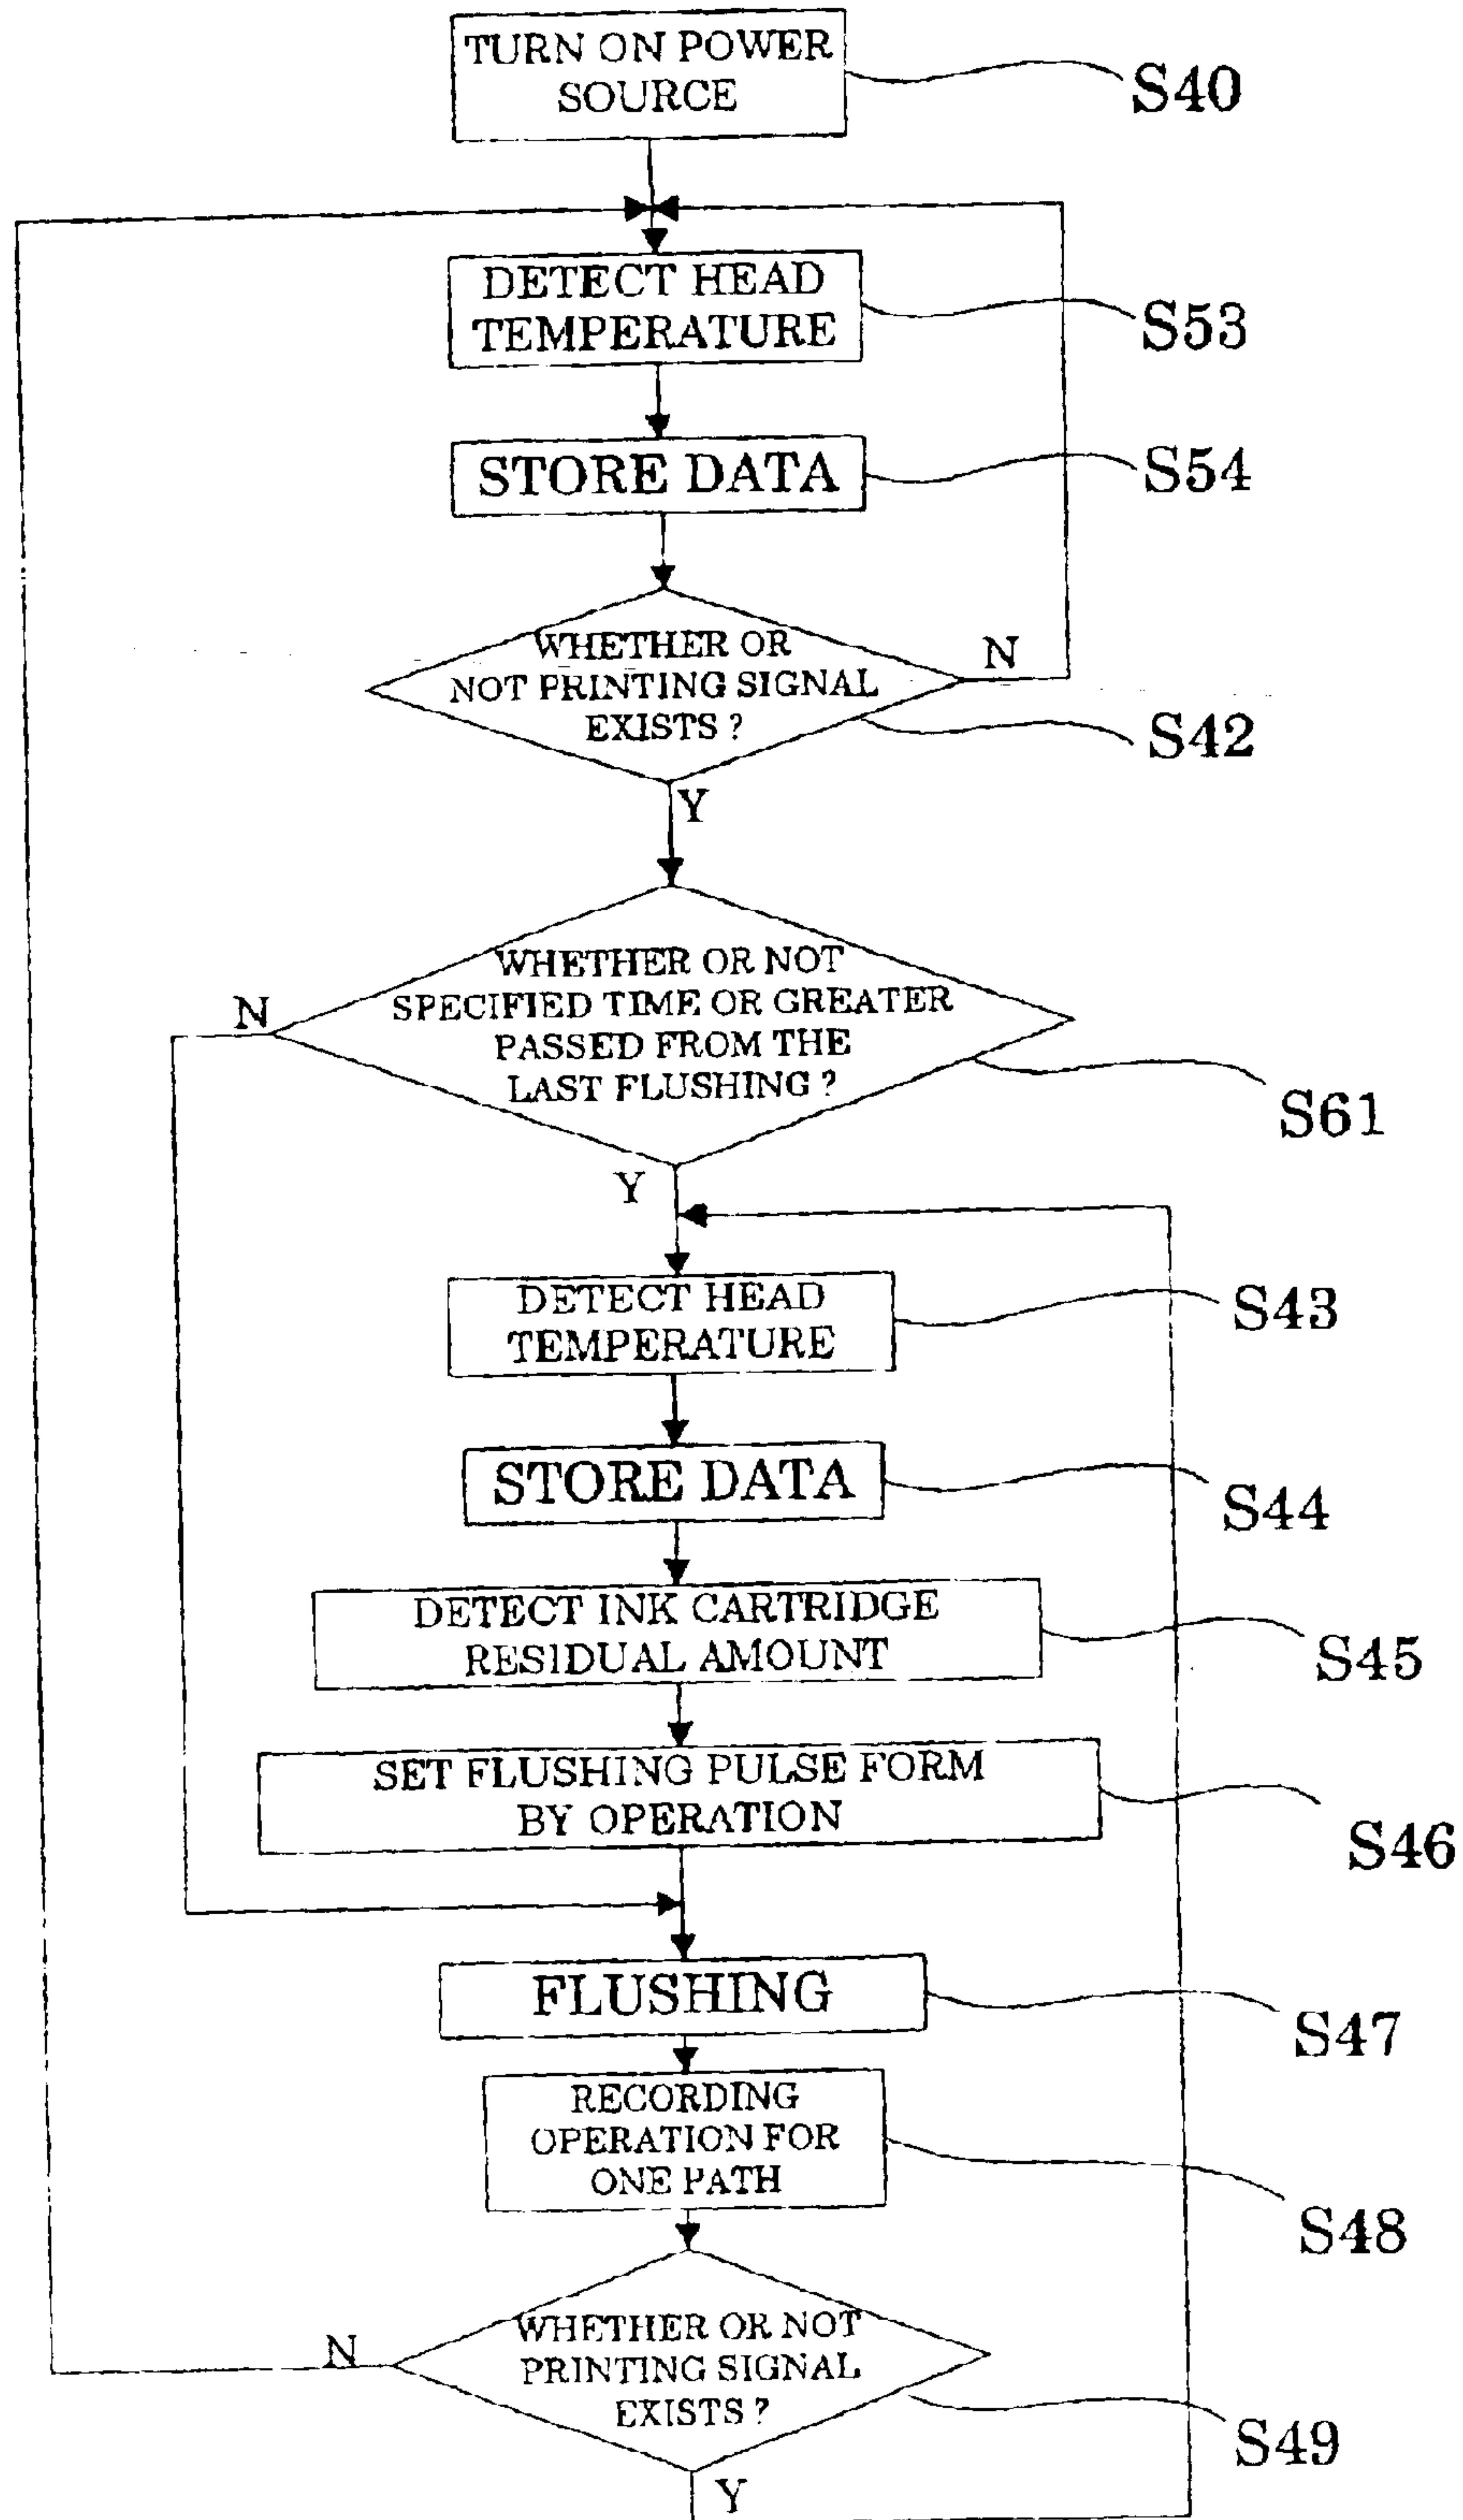 TURN ON POWER
SOURCE
S40
DETECT HEAD
TEMPERATURE
S53
STORE DATA
S54
WHETHER OR
NOT PRINTING SIGNAL
EXISTS ?
N
S42
Y
WHETHER OR NOT
SPECIFIED TIME OR GREATER
PASSED FROM THE
LAST FLUSHING ?
N
S61
Y
DETECT HEAD
TEMPERATURE
S43
STORE DATA
S44
DETECT INK CARTRIDGE
RESIDUAL AMOUNT
S45
SET FLUSHING PULSE FORM
BY OPERATION
S46
FLUSHING
S47
RECORDING
OPERATION FOR
ONE PATH
S48
WHETHER OR NOT
PRINTING SIGNAL
EXISTS ?
N
S49
Y